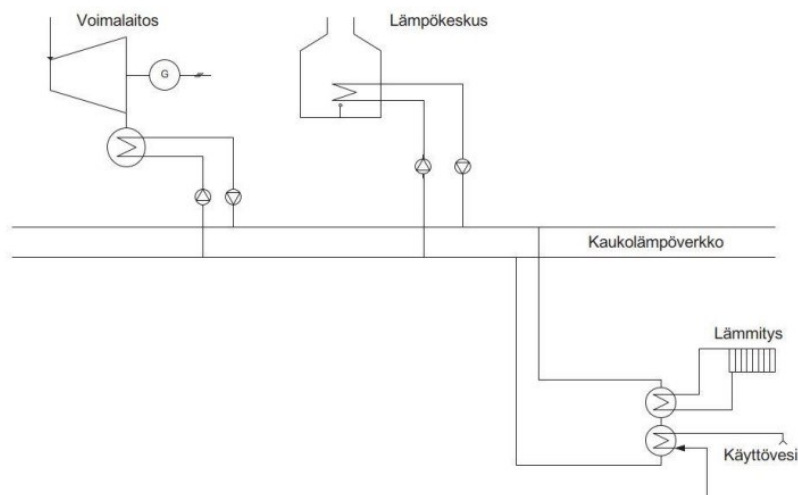 Voimalaitos
Lämpökeskus
G
Kaukolämpöverkko
Lämmitys
Käyttövesi